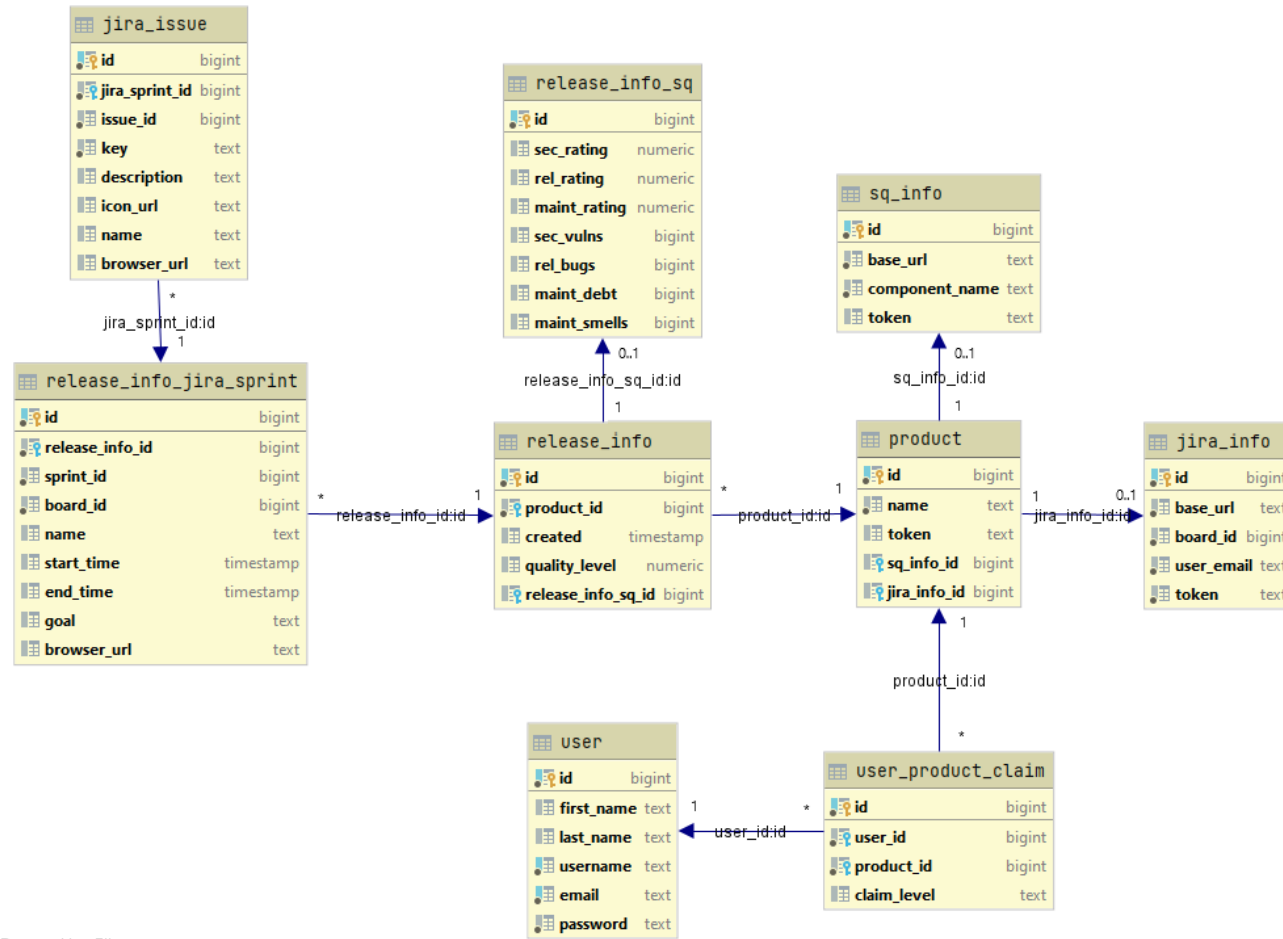 jira_issue
id bigint
jira_sprint_id bigint
issue_id bigint
key text
description text
icon_url text
name text
browser_url text
*
jira_sprint_id:id
1
release_info_jira_sprint
id bigint
release_info_id bigint
sprint_id bigint
board_id bigint
name text
start_time timestamp
end_time timestamp
goal text
browser_url text
* release_info_id:id 1
release_info_sq
id bigint
sec_rating numeric
rel_rating numeric
maint_rating numeric
sec_vulns bigint
rel_bugs bigint
maint_debt bigint
maint_smells bigint
0..1
release_info_sq_id:id
1
release_info
id bigint
product_id bigint
created timestamp
quality_level numeric
release_info_sq_id bigint
* product_id:id 1
sq_info
id bigint
base_url text
component_name text
token text
0..1
sq_info_id:id
1
product
id bigint
name text
token text
sq_info_id bigint
jira_info_id bigint
1 jira_info_id:id 0..1
jira_info
id bigint
base_url text
board_id bigint
user_email text
token text
1
product_id:id
*
user
id bigint
first_name text
last_name text
username text
email text
password text
1 user_id:id *
user_product_claim
id bigint
user_id bigint
product_id bigint
claim_level text